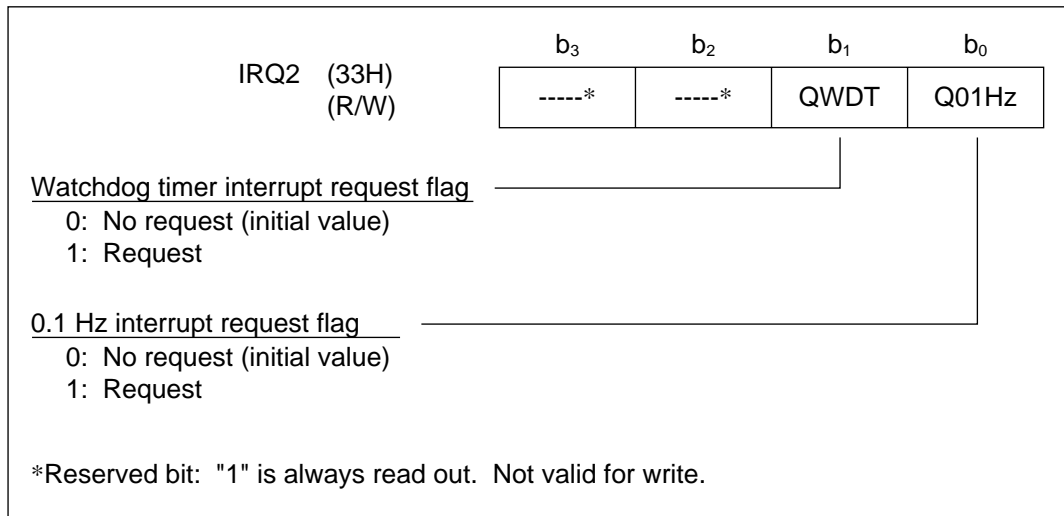 b3 b2 b1 b0
IRQ2 (33H)
(R/W)
-----* -----* QWDT Q01Hz
Watchdog timer interrupt request flag
0: No request (initial value)
1: Request
0.1 Hz interrupt request flag
0: No request (initial value)
1: Request
*Reserved bit: "1" is always read out. Not valid for write.